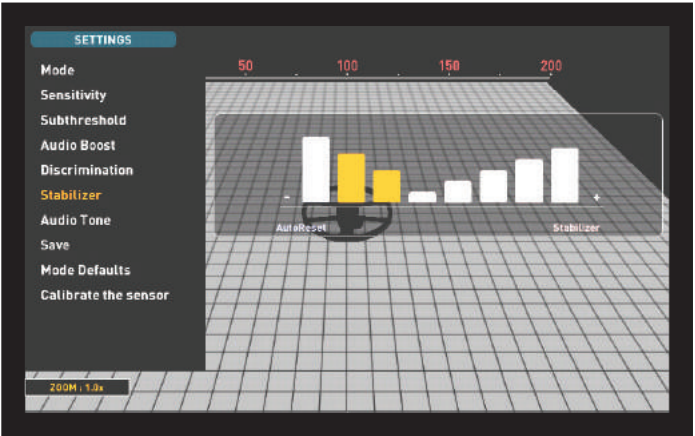 SETTINGS
Mode
Sensitivity
Subthreshold
Audio Boost
Discrimination
Stabilizer
Audio Tone
Save
Mode Defaults
Calibrate the sensor
50 100 150 200
- +
AutoReset Stabilizer
ZOOM : 1.0x